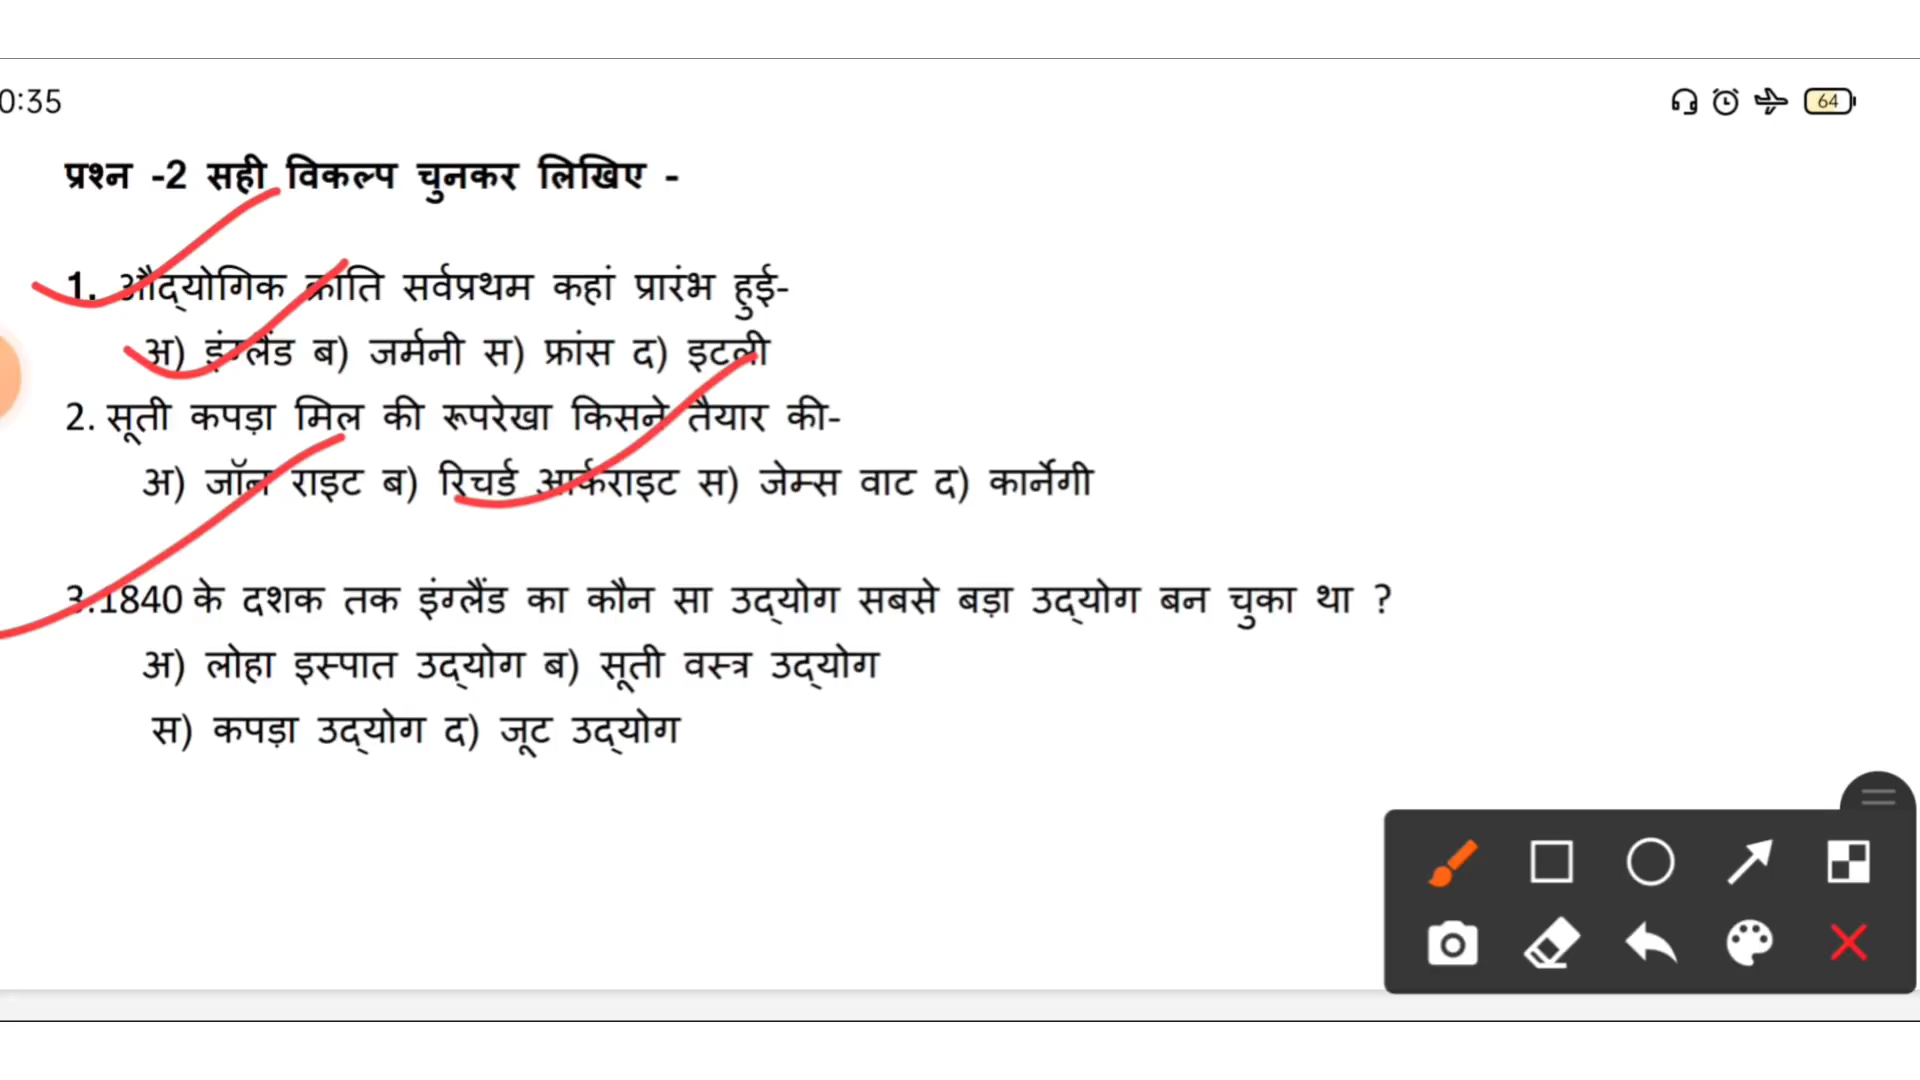 0:35
64
प्रश्न -2 सही विकल्प चुनकर लिखिए -
1. औद्योगिक क्रांति सर्वप्रथम कहां प्रारंभ हुई-
अ) इंग्लैंड ब) जर्मनी स) फ्रांस द) इटली
2. सूती कपड़ा मिल की रूपरेखा किसने तैयार की-
अ) जॉन राइट ब) रिचर्ड आर्कराइट स) जेम्स वाट द) कार्नेगी
3.1840 के दशक तक इंग्लैंड का कौन सा उद्योग सबसे बड़ा उद्योग बन चुका था ?
अ) लोहा इस्पात उद्योग ब) सूती वस्त्र उद्योग
स) कपड़ा उद्योग द) जूट उद्योग